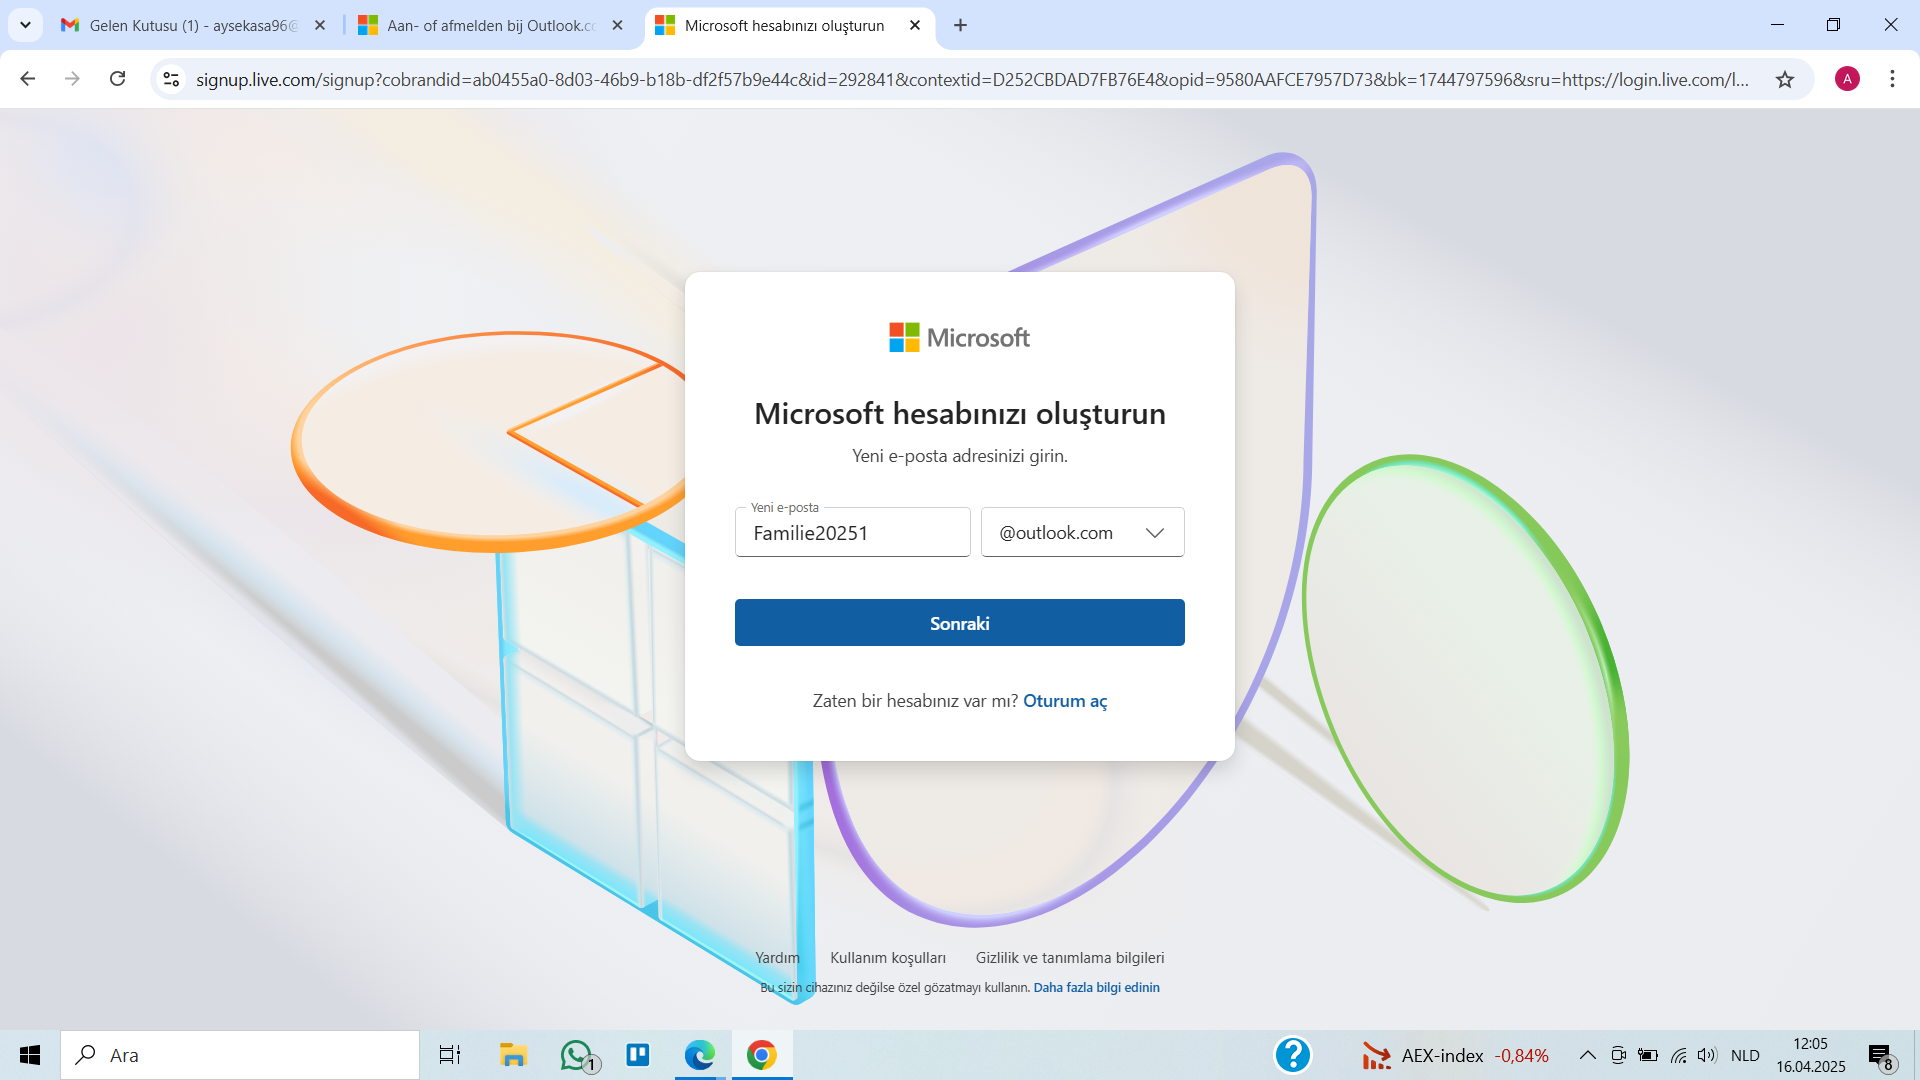 Gelen Kutusu (1) - aysekasa96@
Aan- of afmelden bij Outlook.co
Microsoft hesabınızı oluşturun
signup.live.com/signup?cobrandid=ab0455a0-8d03-46b9-b18b-df2f57b9e44c&id=292841&contextid=D252CBDAD7FB76E4&opid=9580AAFCE7957D73&bk=1744797596&sru=https://login.live.com/l...
A
Microsoft
Microsoft hesabınızı oluşturun
Yeni e-posta adresinizi girin.
Yeni e-posta
Familie20251
@outlook.com
Sonraki
Zaten bir hesabınız var mı? Oturum aç
Yardım Kullanım koşulları Gizlilik ve tanımlama bilgileri
Bu sizin cihazınız değilse özel gözatmayı kullanın. Daha fazla bilgi edinin
Ara
1
?
AEX-index -0,84%
NLD
12:05
16.04.2025
8